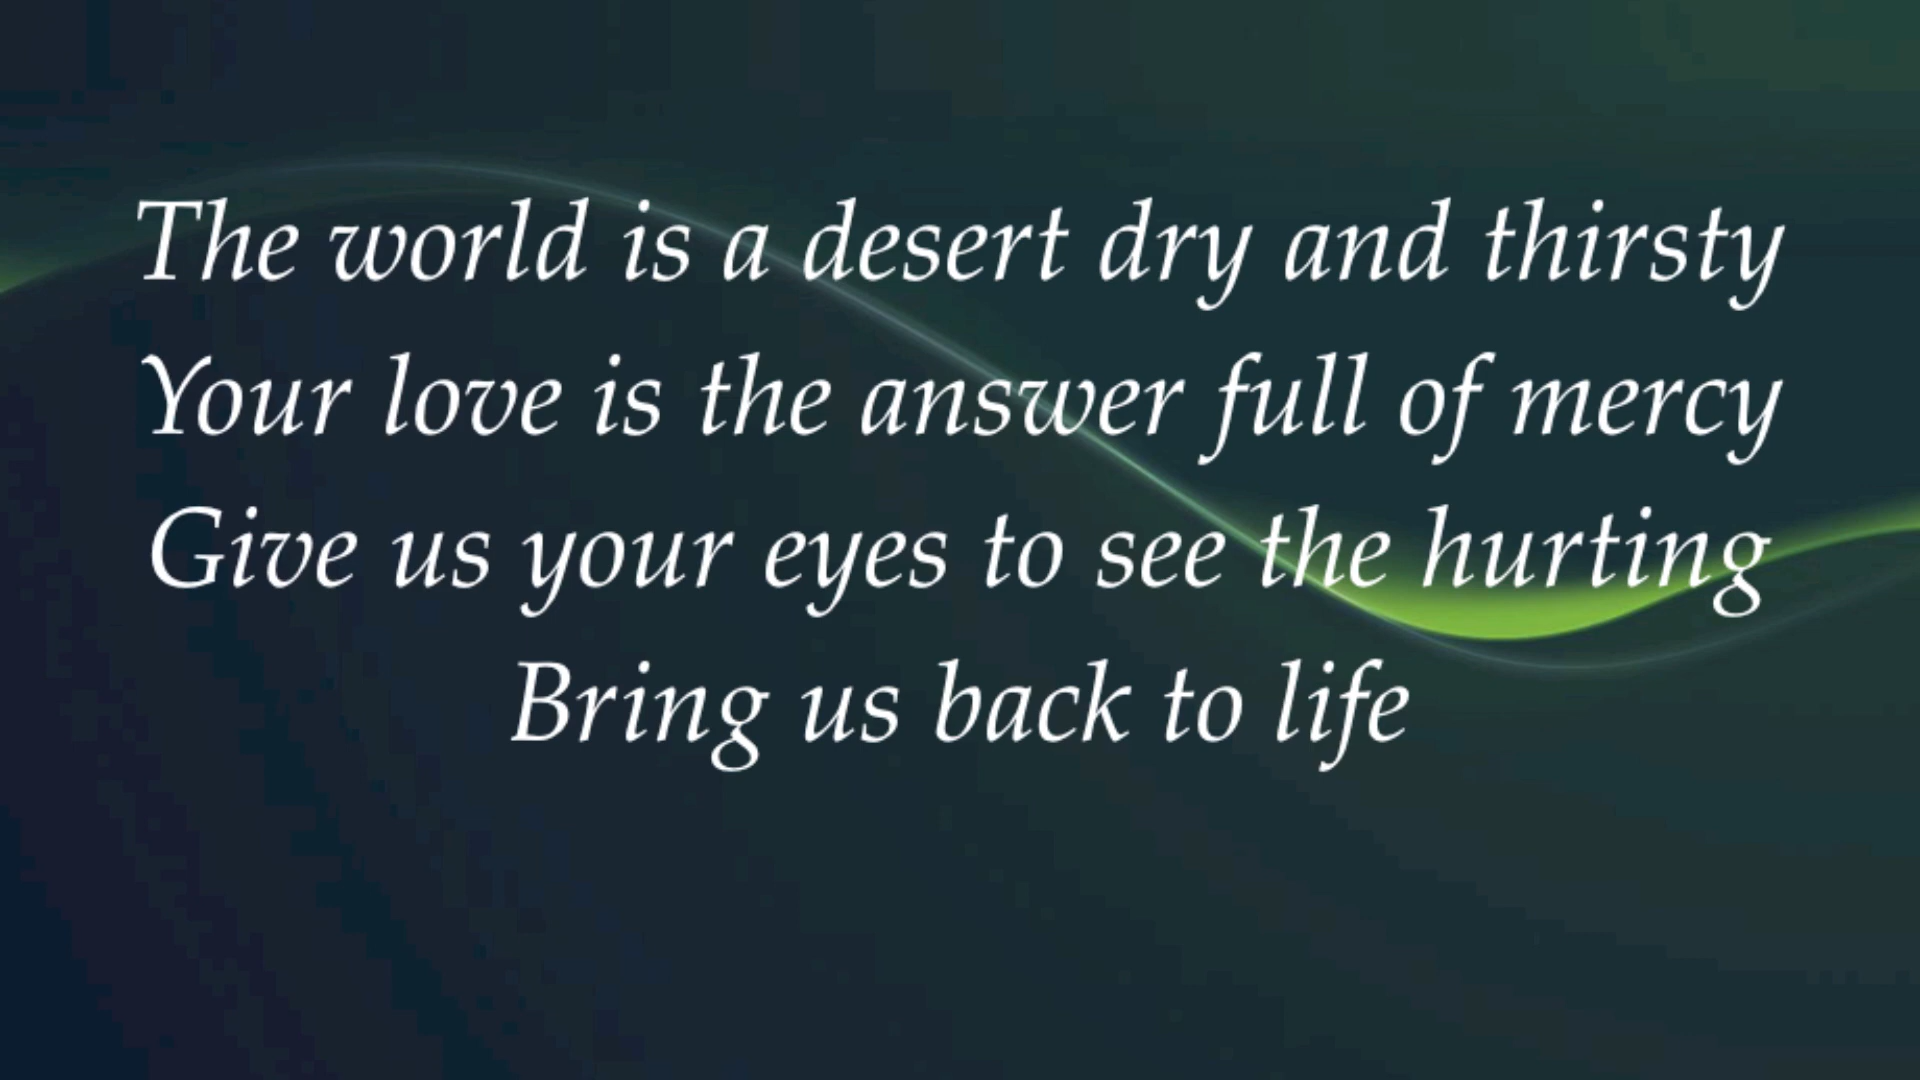 The world is a desert dry and thirsty
Your love is the answer full of mercy
Give us your eyes to see the hurting
Bring us back to life